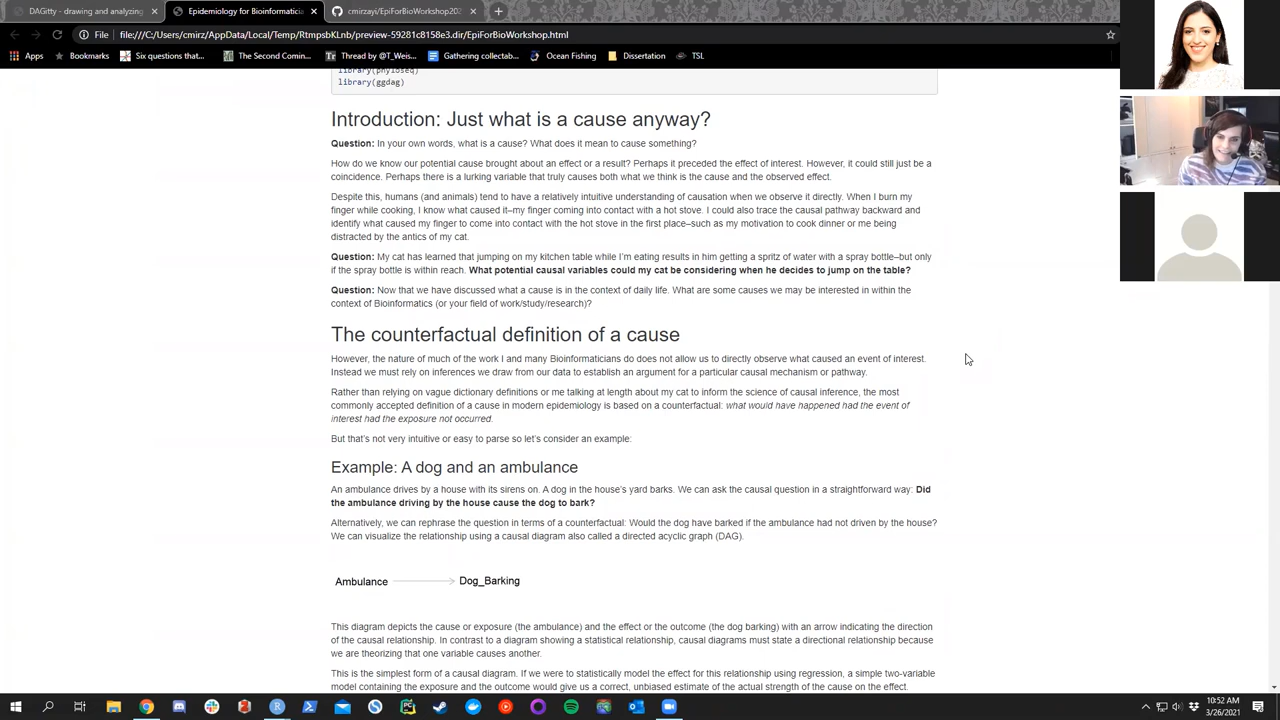 DAGitty - drawing and analyzing
Epidemiology for Bioinformatici
cmirzayi/EpiForBioWorkshop202
File
file:///C:/Users/cmirz/AppData/Local/Temp/RtmpsbKLnb/preview-59281c8158e3.dir/EpiForBioWorkshop.html
Apps
Bookmarks
Six questions that...
The Second Comin...
Thread by @T_Weis...
Gathering collectab...
Ocean Fishing
Dissertation
TSL
library(phyloseq)
library(ggdag)
Introduction: Just what is a cause anyway?
Question: In your own words, what is a cause? What does it mean to cause something?
How do we know our potential cause brought about an effect or a result? Perhaps it preceded the effect of interest. However, it could still just be a
coincidence. Perhaps there is a lurking variable that truly causes both what we think is the cause and the observed effect.
Despite this, humans (and animals) tend to have a relatively intuitive understanding of causation when we observe it directly. When I burn my
finger while cooking, I know what caused it–my finger coming into contact with a hot stove. I could also trace the causal pathway backward and
identify what caused my finger to come into contact with the hot stove in the first place–such as my motivation to cook dinner or me being
distracted by the antics of my cat.
Question: My cat has learned that jumping on my kitchen table while I'm eating results in him getting a spritz of water with a spray bottle–but only
if the spray bottle is within reach. What potential causal variables could my cat be considering when he decides to jump on the table?
Question: Now that we have discussed what a cause is in the context of daily life. What are some causes we may be interested in within the
context of Bioinformatics (or your field of work/study/research)?
The counterfactual definition of a cause
However, the nature of much of the work I and many Bioinformaticians do does not allow us to directly observe what caused an event of interest.
Instead we must rely on inferences we draw from our data to establish an argument for a particular causal mechanism or pathway.
Rather than relying on vague dictionary definitions or me talking at length about my cat to inform the science of causal inference, the most
commonly accepted definition of a cause in modern epidemiology is based on a counterfactual: what would have happened had the event of
interest had the exposure not occurred.
But that's not very intuitive or easy to parse so let's consider an example:
Example: A dog and an ambulance
An ambulance drives by a house with its sirens on. A dog in the house's yard barks. We can ask the causal question in a straightforward way: Did
the ambulance driving by the house cause the dog to bark?
Alternatively, we can rephrase the question in terms of a counterfactual: Would the dog have barked if the ambulance had not driven by the house?
We can visualize the relationship using a causal diagram also called a directed acyclic graph (DAG).
Ambulance
Dog_Barking
This diagram depicts the cause or exposure (the ambulance) and the effect or the outcome (the dog barking) with an arrow indicating the direction
of the causal relationship. In contrast to a diagram showing a statistical relationship, causal diagrams must state a directional relationship because
we are theorizing that one variable causes another.
This is the simplest form of a causal diagram. If we were to statistically model the effect for this relationship using regression, a simple two-variable
model containing the exposure and the outcome would give us a correct, unbiased estimate of the actual strength of the cause on the effect.
10:52 AM
3/26/2021